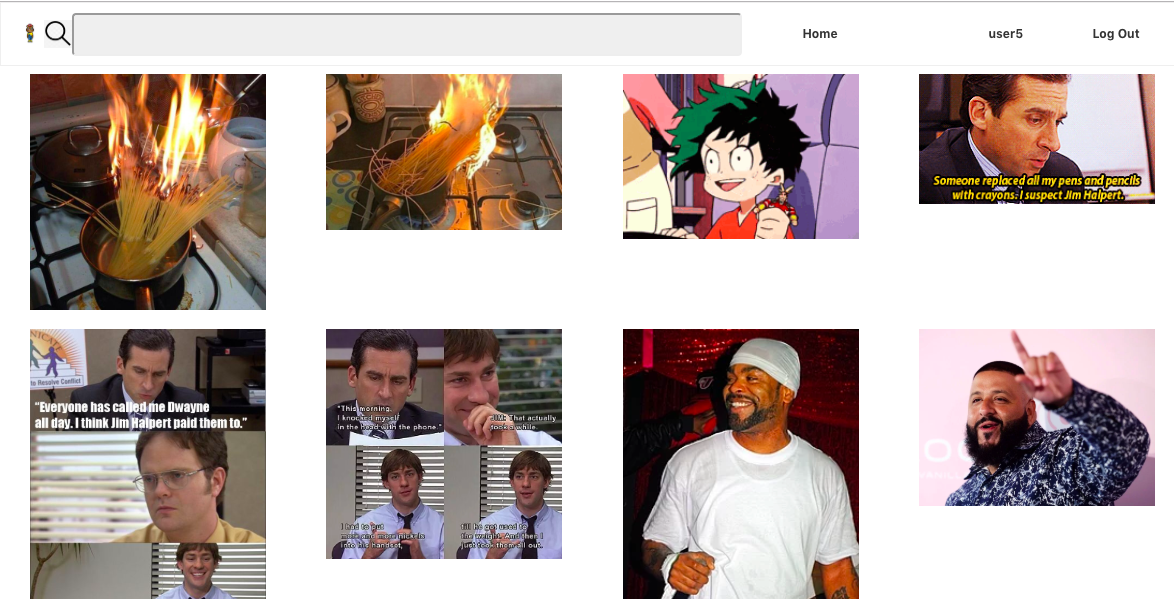 Home
user5
Log Out
Someone replaced all my pens and pencils
with crayons. I suspect Jim Halpert.
to Resolve Conflict
"Everyone has called me Dwayne
all day. I think Jim Halpert paid them to."
"This morning,
I knocked myself
in the head with the phone."
JIM: That actually
took a while.
I had to put
more and more nickels
into his handset,
till he got used to
the weight. And then I
just took them all out.